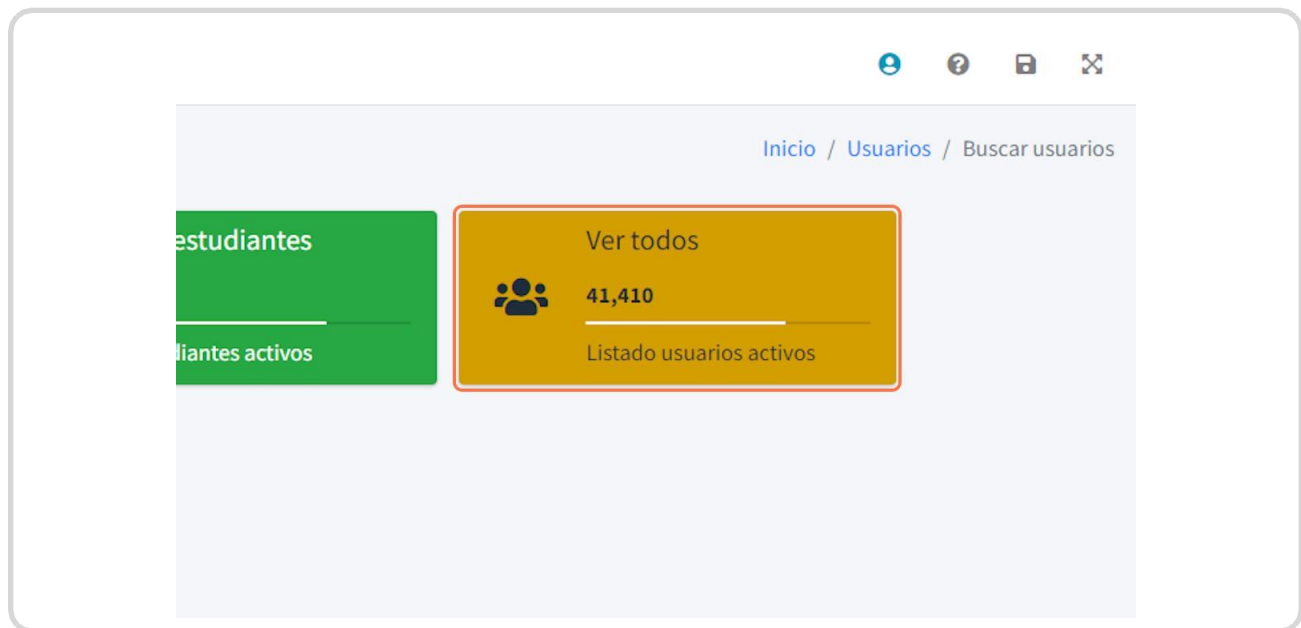 Inicio / Usuarios / Buscar usuarios
estudiantes
diantes activos
Ver todos
41,410
Listado usuarios activos